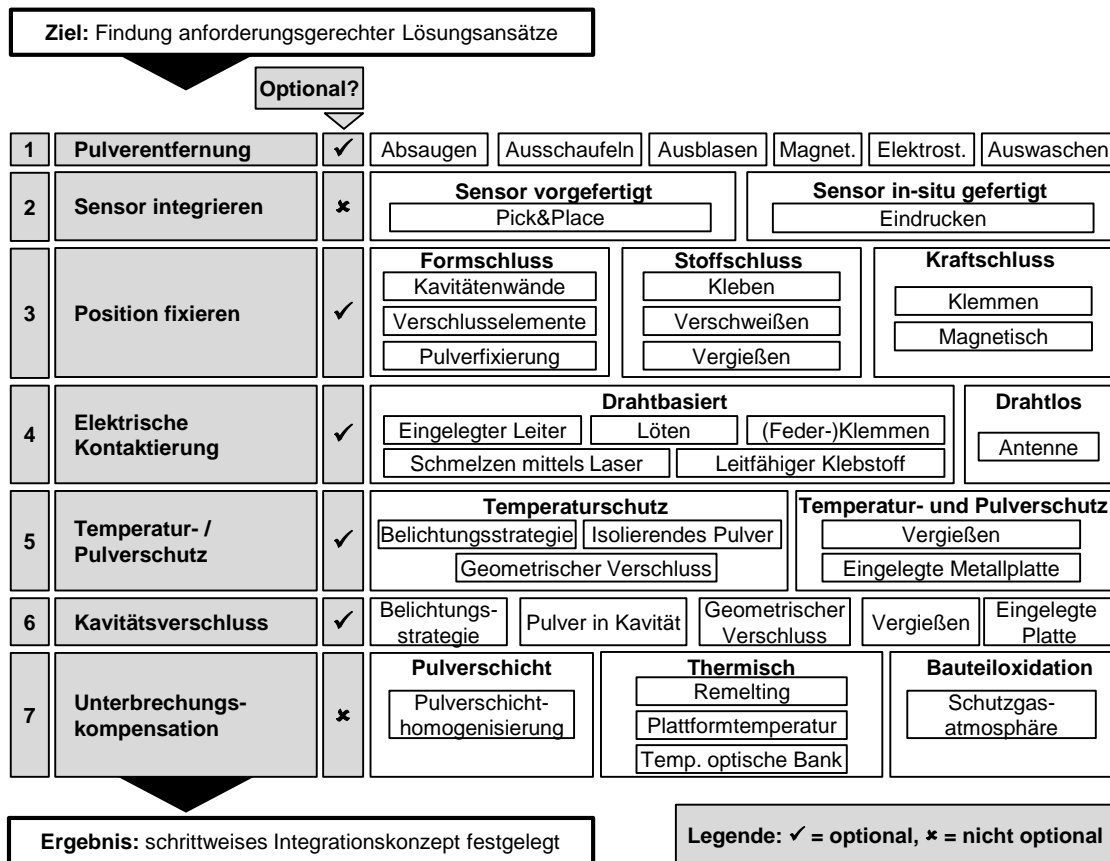 Ziel: Findung anforderungsgerechter Lösungsansätze
Optional?
1 Pulverentfernung ✓ Absaugen Ausschaufeln Ausblasen Magnet. Elektrost. Auswaschen
2 Sensor integrieren ✗
Sensor vorgefertigt
Pick&Place
Sensor in-situ gefertigt
Eindrucken
3 Position fixieren ✓
Formschluss
Kavitätenwände
Verschlusselemente
Pulverfixierung
Stoffschluss
Kleben
Verschweißen
Vergießen
Kraftschluss
Klemmen
Magnetisch
4
Elektrische
Kontaktierung
✓
Drahtbasiert
Eingelegter Leiter Löten (Feder-)Klemmen
Schmelzen mittels Laser Leitfähiger Klebstoff
Drahtlos
Antenne
5
Temperatur- /
Pulverschutz
✓
Temperaturschutz
Belichtungsstrategie Isolierendes Pulver
Geometrischer Verschluss
Temperatur- und Pulverschutz
Vergießen
Eingelegte Metallplatte
6 Kavitätsverschluss ✓
Belichtungs-
strategie
Pulver in Kavität
Geometrischer
Verschluss
Vergießen
Eingelegte
Platte
7
Unterbrechungs-
kompensation
✗
Pulverschicht
Pulverschicht-
homogenisierung
Thermisch
Remelting
Plattformtemperatur
Temp. optische Bank
Bauteiloxidation
Schutzgas-
atmosphäre
Ergebnis: schrittweises Integrationskonzept festgelegt
Legende: ✓ = optional, ✗ = nicht optional